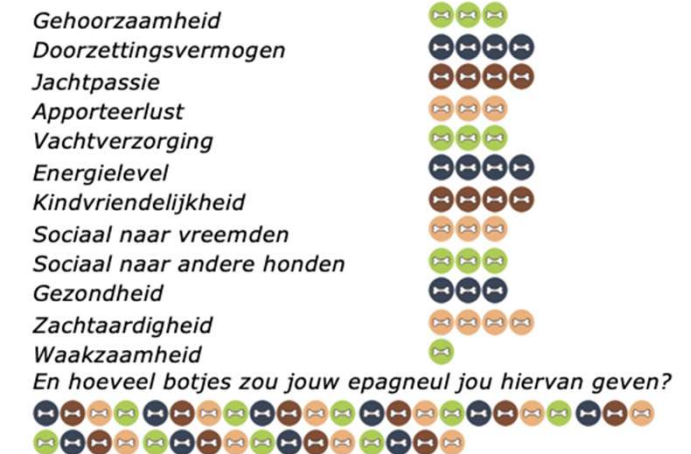 Gehoorzaamheid
Doorzettingsvermogen
Jachtpassie
Apporteerlust
Vachtverzorging
Energielevel
Kindvriendelijkheid
Sociaal naar vreemden
Sociaal naar andere honden
Gezondheid
Zachtaardigheid
Waakzaamheid
En hoeveel botjes zou jouw epagneul jou hiervan geven?